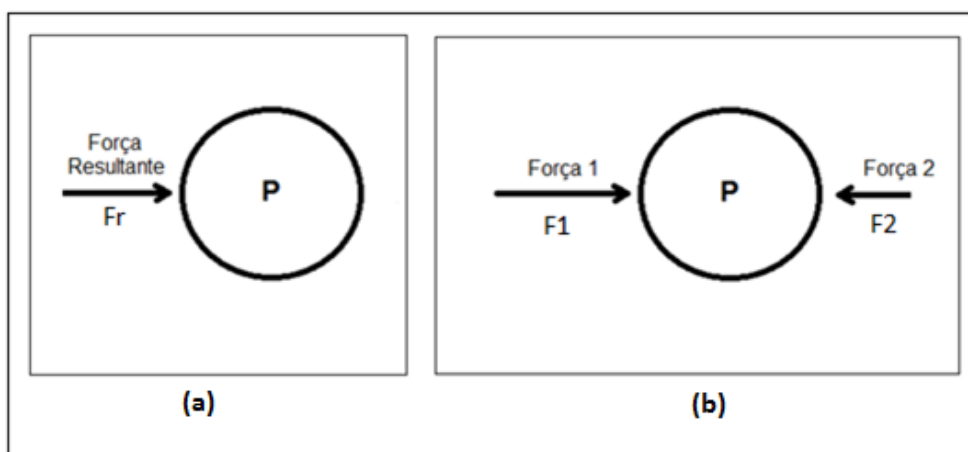 Força
Resultante
Fr
P
(a)
Força 1
F1
P
Força 2
F2
(b)